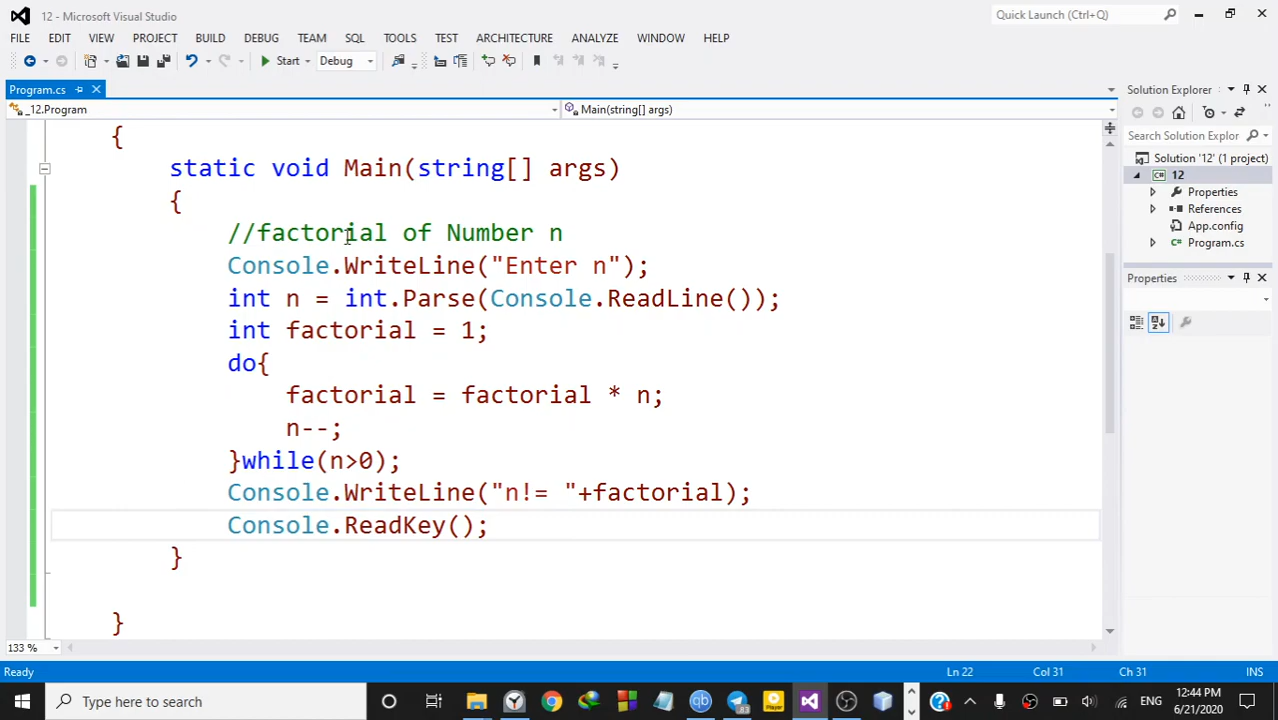 12 - Microsoft Visual Studio
Quick Launch (Ctrl+Q)
FILE EDIT VIEW PROJECT BUILD DEBUG TEAM SQL TOOLS TEST ARCHITECTURE ANALYZE WINDOW HELP
Start Debug
Program.cs
Solution Explorer
_12.Program
Main(string[] args)
Search Solution Explor
{
static void Main(string[] args)
{
//factorial of Number n
Console.WriteLine("Enter n");
int n = int.Parse(Console.ReadLine());
int factorial = 1;
do{
factorial = factorial * n;
n--;
}while(n>0);
Console.WriteLine("n!= "+factorial);
Console.ReadKey();
}
}
Solution '12' (1 project)
C# 12
Properties
References
App.config
C# Program.cs
Properties
133 %
Ready
Ln 22
Col 31
Ch 31
INS
Type here to search
qb
83
Player
ENG
12:44 PM
6/21/2020